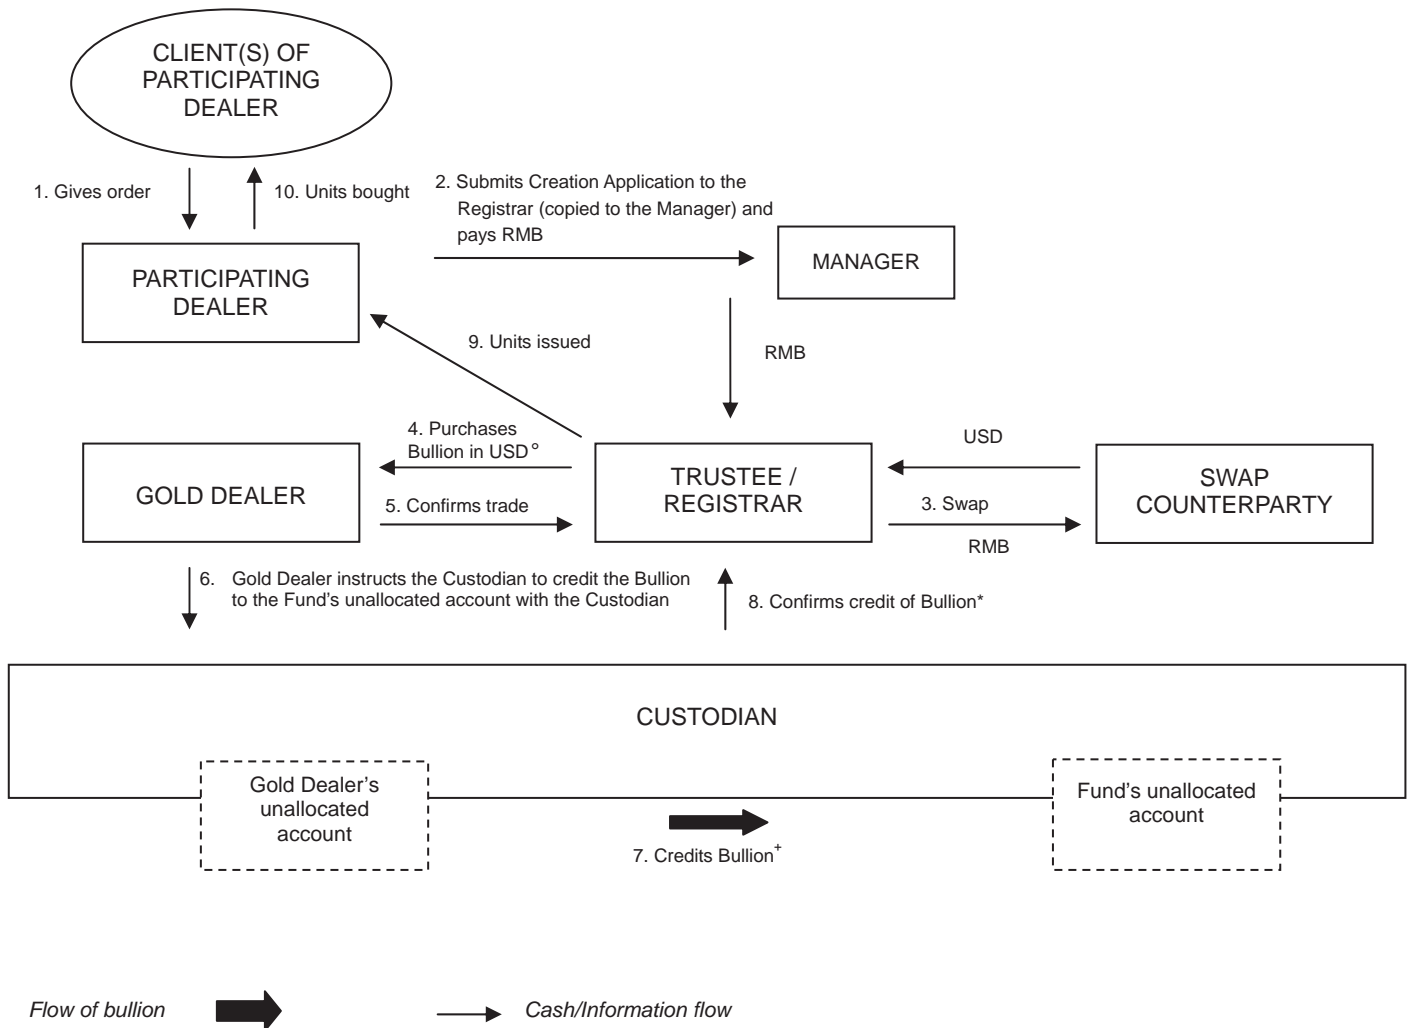 CLIENT(S) OF
PARTICIPATING
DEALER
1. Gives order
10. Units bought
2. Submits Creation Application to the
Registrar (copied to the Manager) and
pays RMB
PARTICIPATING
DEALER
MANAGER
9. Units issued
RMB
4. Purchases
Bullion in USD°
USD
GOLD DEALER
5. Confirms trade
TRUSTEE /
REGISTRAR
3. Swap
RMB
SWAP
COUNTERPARTY
6. Gold Dealer instructs the Custodian to credit the Bullion
to the Fund's unallocated account with the Custodian
8. Confirms credit of Bullion*
CUSTODIAN
Gold Dealer's
unallocated
account
7. Credits Bullion+
Fund's unallocated
account
Flow of bullion
Cash/Information flow